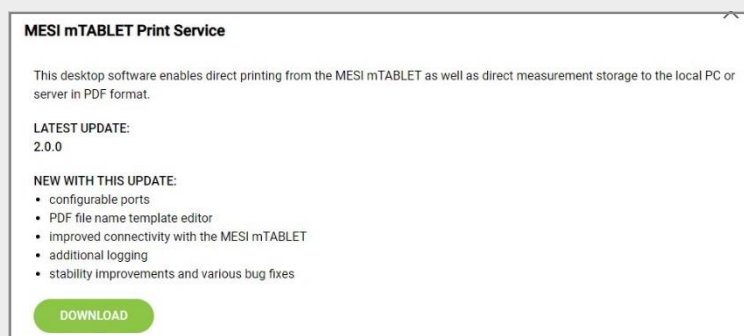 MESI mTABLET Print Service
This desktop software enables direct printing from the MESI mTABLET as well as direct measurement storage to the local PC or
server in PDF format.
LATEST UPDATE:
2.0.0
NEW WITH THIS UPDATE:
• configurable ports
• PDF file name template editor
• improved connectivity with the MESI mTABLET
• additional logging
• stability improvements and various bug fixes
DOWNLOAD